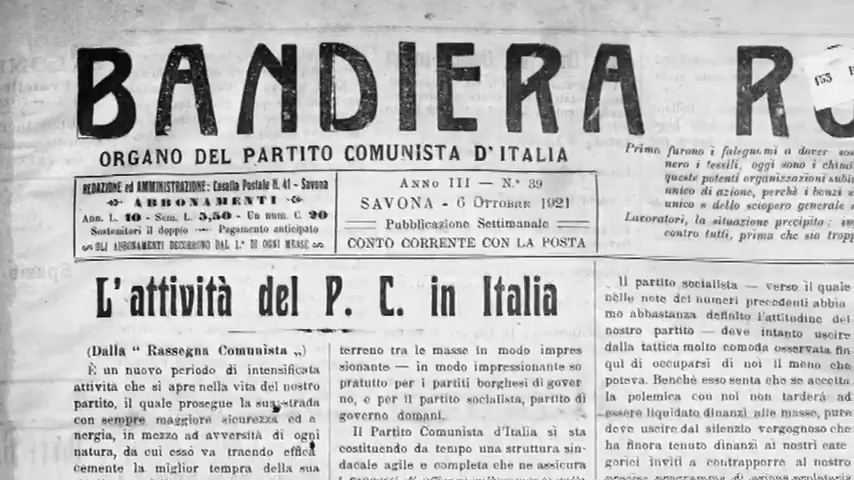 BANDIERA RO
153
ORGANO DEL PARTITO COMUNISTA D'ITALIA
Prima furono i falegnami a dover sos
nero i tessili, oggi sono i chimi
queste potenti organizzazioni subir
unico di azione, perchè i bonzi s
unico e dello sciopero generale n
Lavoratori, la situazione precipita: im
contro tutti, prima che sia tropp
REDAZIONE ed AMMINISTRAZIONE: Casella Postale N. 41 - Savona
ABBONAMENTI
Ann. L. 10 - Sem. L. 5,50 - Un num. C. 20
Sostenitori il doppio — Pagamento anticipato
GLI ABBONAMENTI DECORRONO DAL 1.° DI OGNI MESE
ANNO III — N.° 39
SAVONA - 6 OTTOBRE 1921
Pubblicazione Settimanale
CONTO CORRENTE CON LA POSTA
L'attività del P. C. in Italia
(Dalla “ Rassegna Comunista „)
È un nuovo periodo di intensificata
attività che si apre nella vita del nostro
partito, il quale prosegue la sua strada
con sempre maggiore sicurezza ed e
nergia, in mezzo ad avversità di ogni
natura, da cui esso va traendo effica
cemente la miglior tempra della sua
terreno tra le masse in modo impres
sionante — in modo impressionante so
pratutto per i partiti borghesi di gover
no, e per il partito socialista, partito di
governo domani.
Il Partito Comunista d'Italia si sta
costituendo da tempo una struttura sin-
dacale agile e completa che ne assicura
Il partito socialista — verso il quale
nelle note dei numeri precedenti abbia
mo abbastanza definito l'attitudine del
nostro partito — deve intanto uscire
dalla tattica molto comoda osservata fin-
qui di occuparsi di noi il meno che
poteva. Benchè esso senta che se accetta
la polemica con noi non tarderà ad
essere liquidato dinanzi alle masse, pure
deve uscire dal silenzio vergognoso che
ha finora tenuto dinanzi ai nostri cate
gorici inviti a contrapporre al nostro
preciso programma di azione proletaria